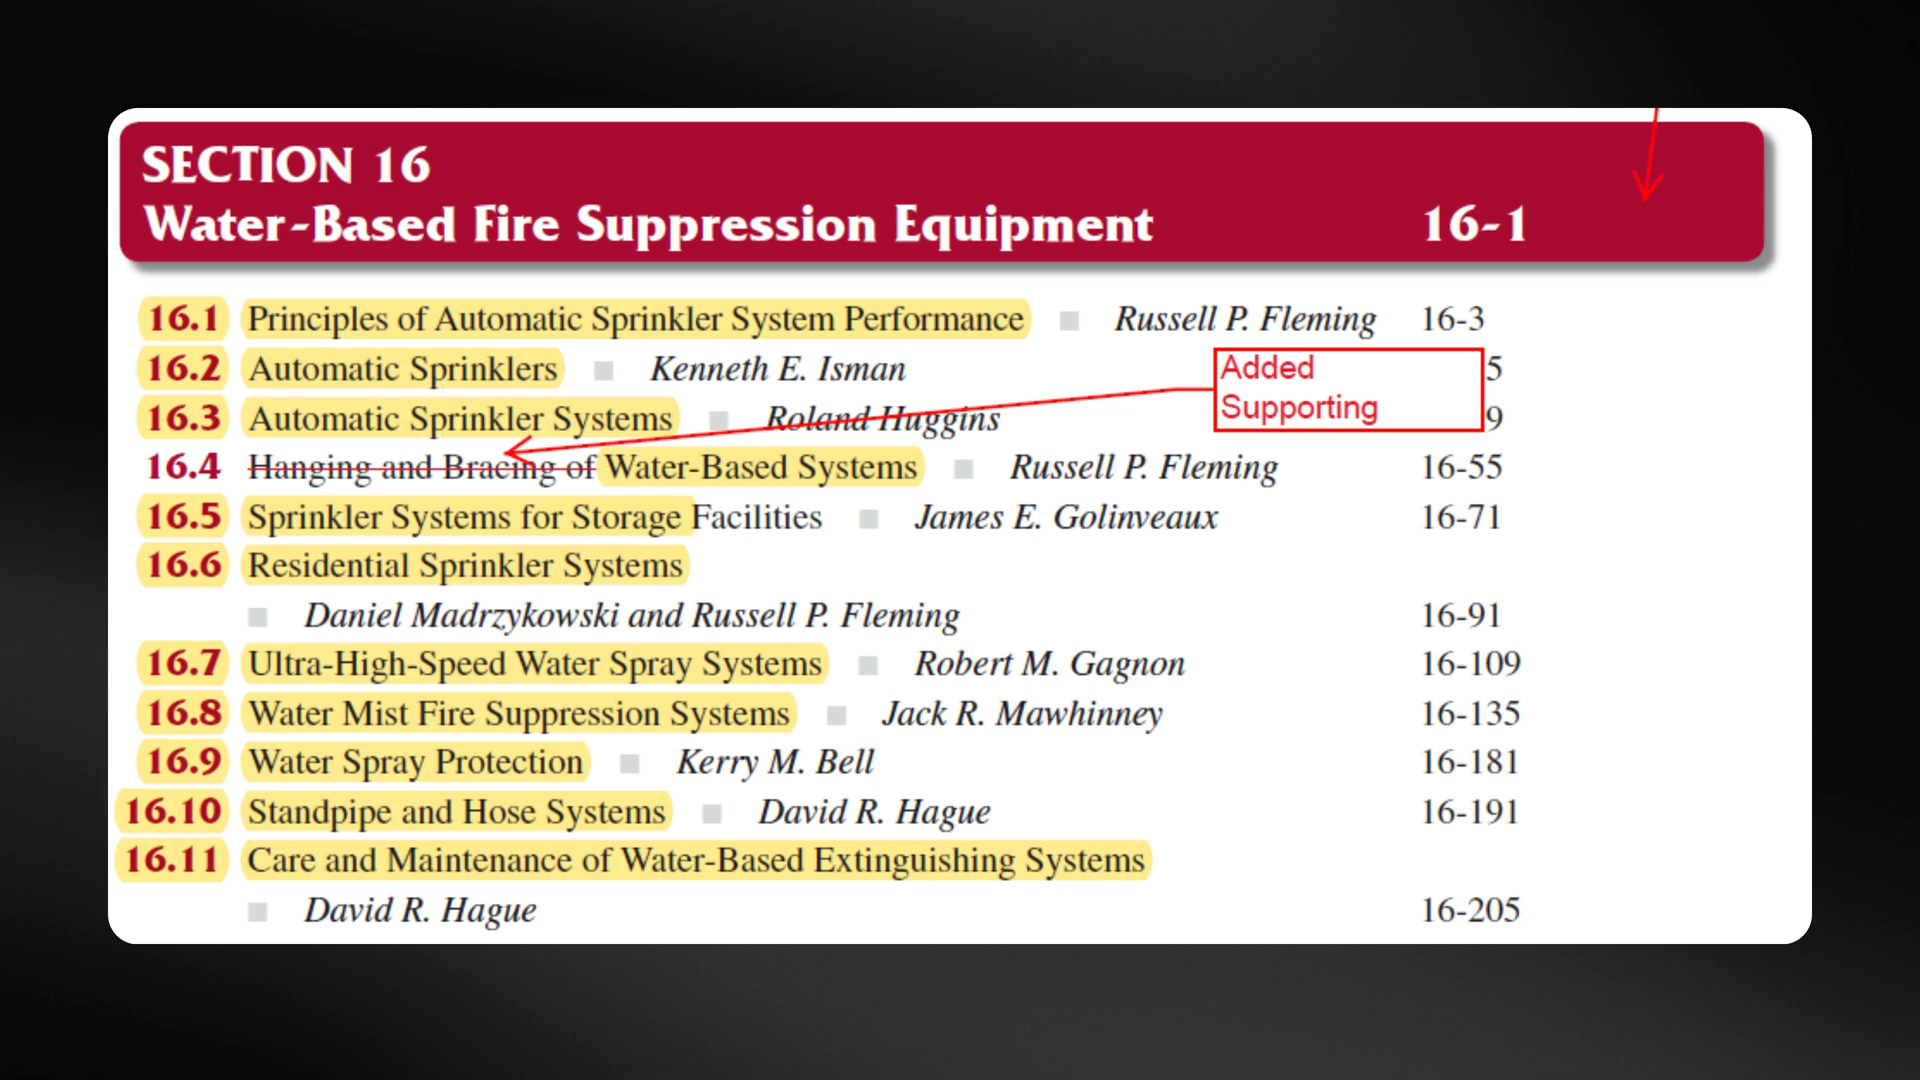 SECTION 16
Water-Based Fire Suppression Equipment 16-1
16.1 Principles of Automatic Sprinkler System Performance ■ Russell P. Fleming 16-3
16.2 Automatic Sprinklers ■ Kenneth E. Isman 5
Added
16.3 Automatic Sprinkler Systems ■ Roland Huggins 9
Supporting
16.4 Hanging and Bracing of Water-Based Systems ■ Russell P. Fleming 16-55
16.5 Sprinkler Systems for Storage Facilities ■ James E. Golinveaux 16-71
16.6 Residential Sprinkler Systems
■ Daniel Madrzykowski and Russell P. Fleming 16-91
16.7 Ultra-High-Speed Water Spray Systems ■ Robert M. Gagnon 16-109
16.8 Water Mist Fire Suppression Systems ■ Jack R. Mawhinney 16-135
16.9 Water Spray Protection ■ Kerry M. Bell 16-181
16.10 Standpipe and Hose Systems ■ David R. Hague 16-191
16.11 Care and Maintenance of Water-Based Extinguishing Systems
■ David R. Hague 16-205